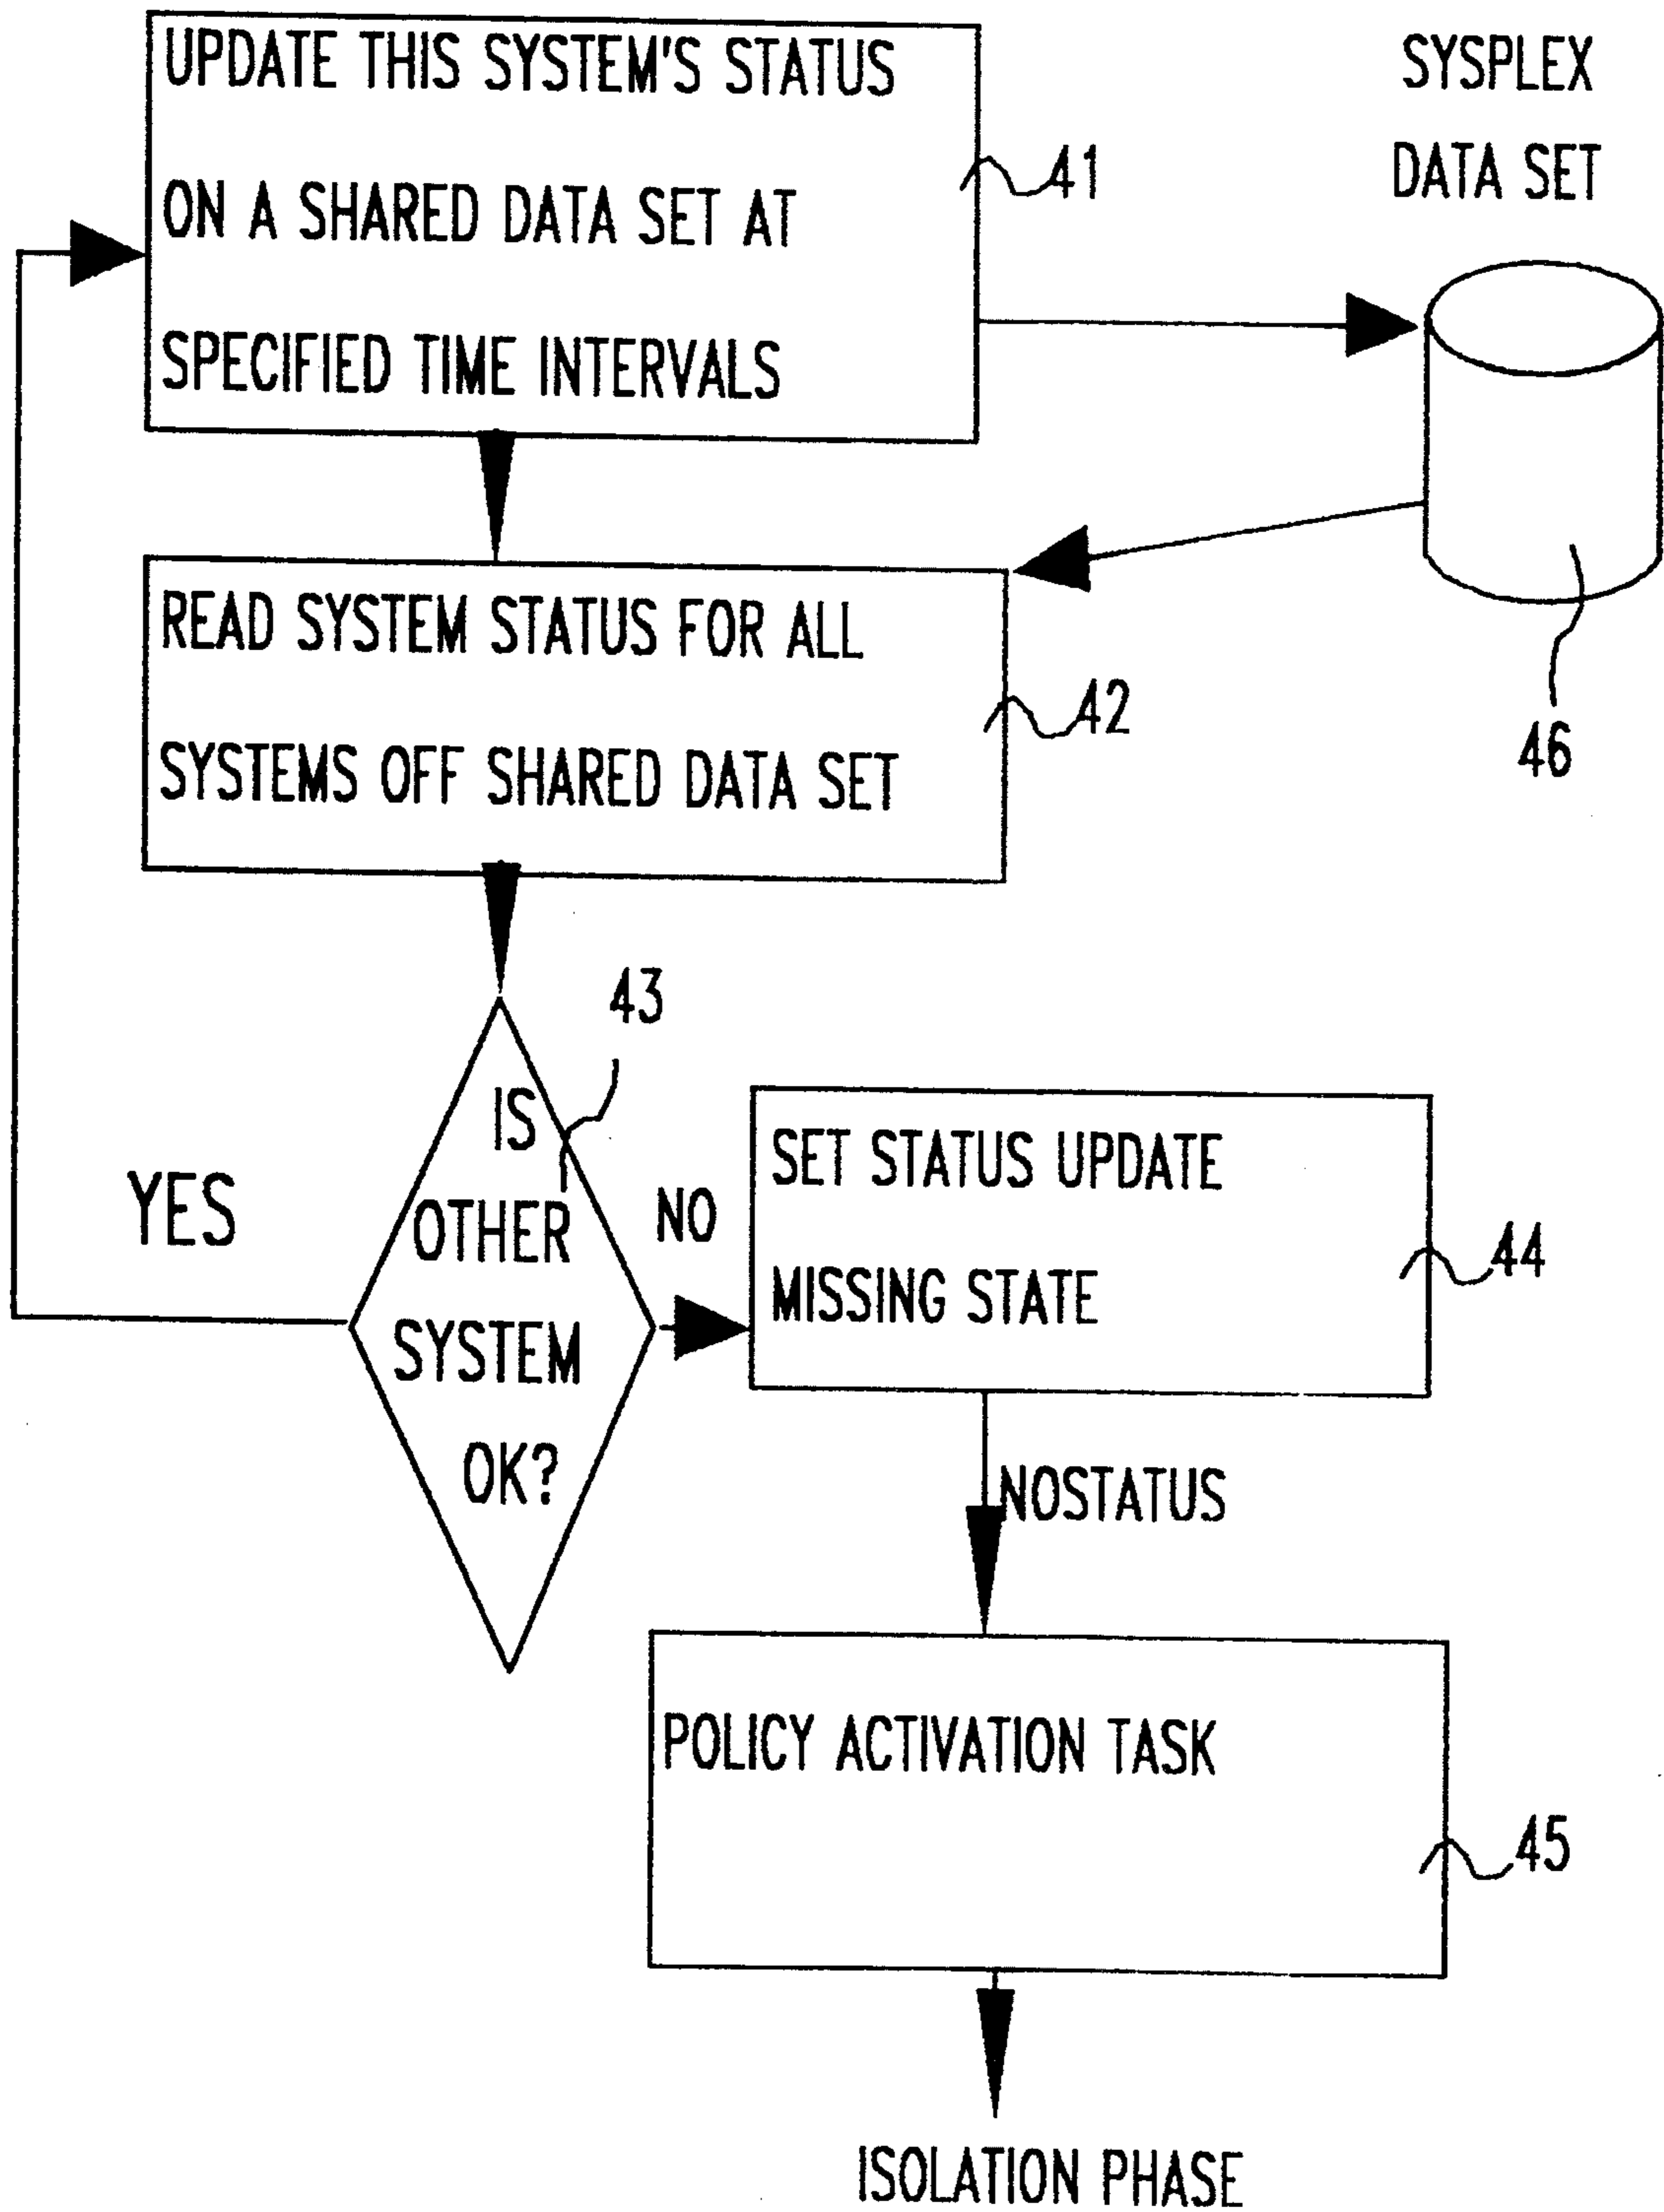 UPDATE THIS SYSTEM'S STATUS
ON A SHARED DATA SET AT
SPECIFIED TIME INTERVALS
41
SYSPLEX
DATA SET
46
READ SYSTEM STATUS FOR ALL
SYSTEMS OFF SHARED DATA SET
42
43
IS
OTHER
SYSTEM
OK?
YES
NO
SET STATUS UPDATE
MISSING STATE
44
NOSTATUS
POLICY ACTIVATION TASK
45
ISOLATION PHASE